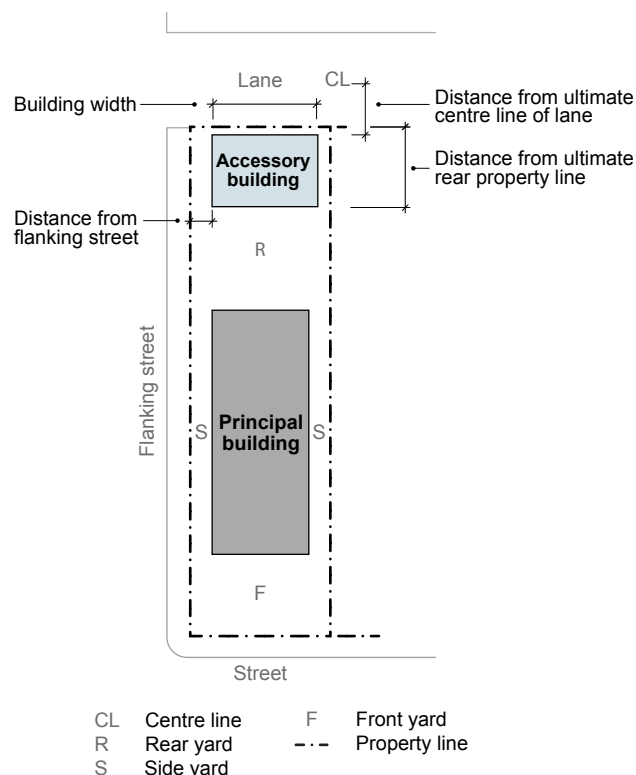 Lane
CL
Building width
Distance from ultimate
centre line of lane
Accessory
building
Distance from ultimate
rear property line
Distance from
flanking street
R
Flanking street
S
Principal
building
S
F
Street
CL Centre line
F Front yard
R Rear yard
Property line
S Side yard